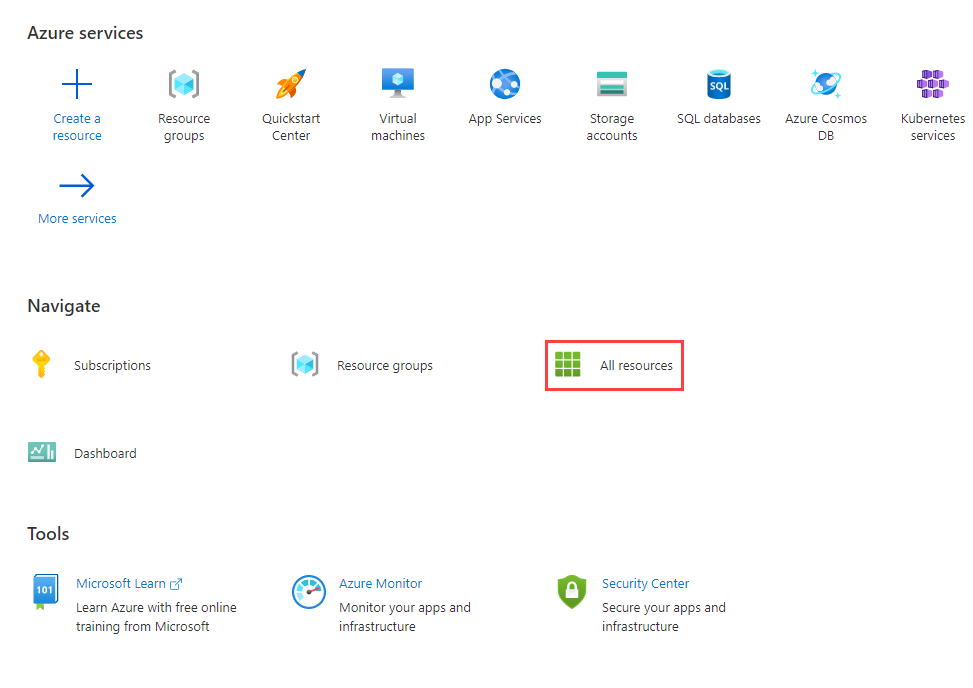 Azure services
Create a
resource
Resource
groups
Quickstart
Center
Virtual
machines
App Services
Storage
accounts
SQL
SQL databases
Azure Cosmos
DB
Kubernetes
services
More services
Navigate
Subscriptions
Resource groups
All resources
Dashboard
Tools
101
Microsoft Learn
Learn Azure with free online
training from Microsoft
Azure Monitor
Monitor your apps and
infrastructure
Security Center
Secure your apps and
infrastructure